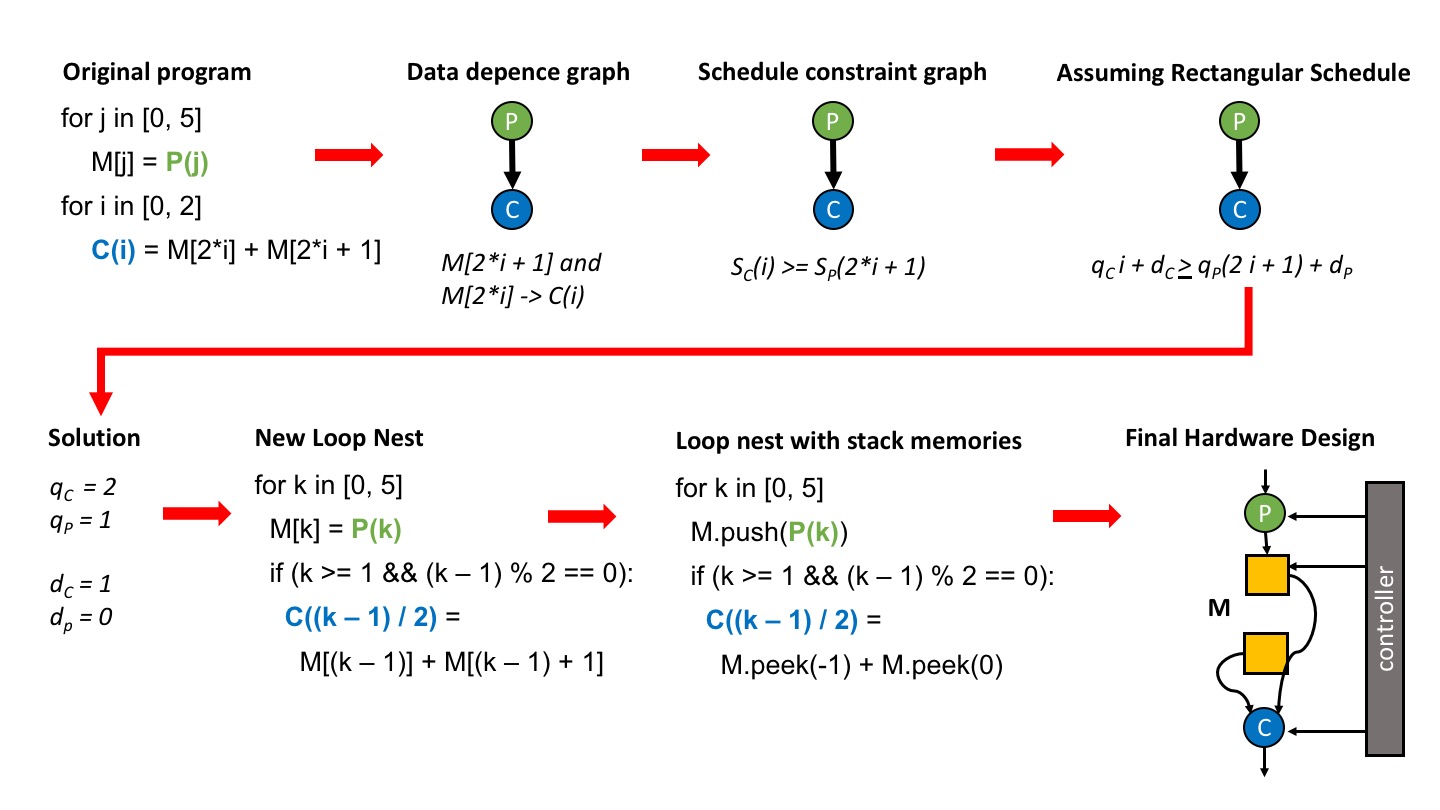 Original program
for j in [0, 5]
M[j] = P(j)
for i in [0, 2]
C(i) = M[2*i] + M[2*i + 1]
Data depence graph
P
C
M[2*i + 1] and
M[2*i] -> C(i)
Schedule constraint graph
P
C
S_C(i) >= S_P(2*i + 1)
Assuming Rectangular Schedule
P
C
q_C i + d_C ≥ q_P(2 i + 1) + d_P
Solution
q_C = 2
q_P = 1
d_C = 1
d_p = 0
New Loop Nest
for k in [0, 5]
M[k] = P(k)
if (k >= 1 && (k – 1) % 2 == 0):
C((k – 1) / 2) =
M[(k – 1)] + M[(k – 1) + 1]
Loop nest with stack memories
for k in [0, 5]
M.push(P(k))
if (k >= 1 && (k – 1) % 2 == 0):
C((k – 1) / 2) =
M.peek(-1) + M.peek(0)
Final Hardware Design
P
M
C
controller